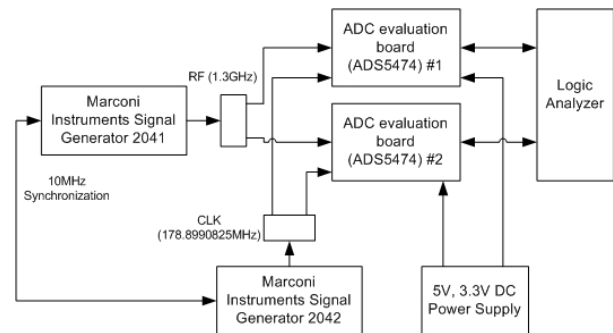 ADC evaluation
board
(ADS5474) #1
RF (1.3GHz)
Marconi
Instruments Signal
Generator 2041
ADC evaluation
board
(ADS5474) #2
Logic
Analyzer
10MHz
Synchronization
CLK
(178.8990825MHz)
Marconi
Instruments Signal
Generator 2042
5V, 3.3V DC
Power Supply